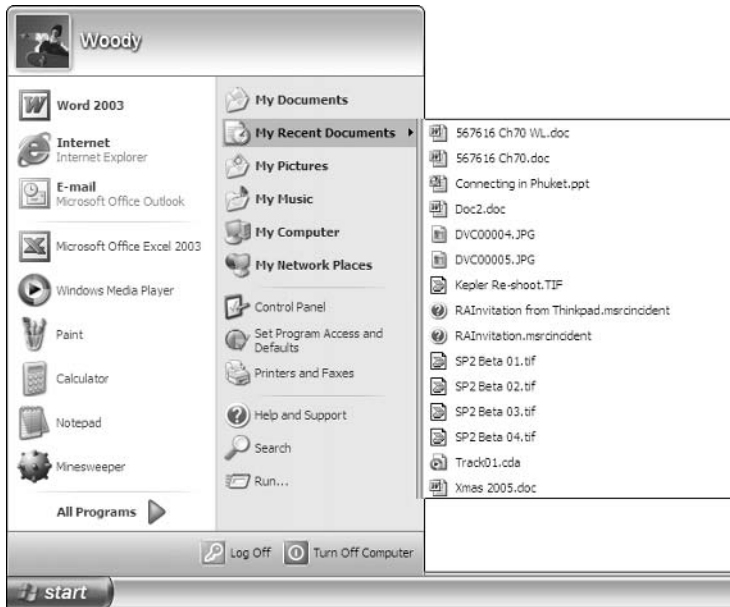 Woody
Word 2003
Internet
Internet Explorer
E-mail
Microsoft Office Outlook
Microsoft Office Excel 2003
Windows Media Player
Paint
Calculator
Notepad
Minesweeper
All Programs
My Documents
My Recent Documents
My Pictures
My Music
My Computer
My Network Places
Control Panel
Set Program Access and
Defaults
Printers and Faxes
Help and Support
Search
Run...
567616 Ch70 WL.doc
567616 Ch70.doc
Connecting in Phuket.ppt
Doc2.doc
DVC00004.JPG
DVC00005.JPG
Kepler Re-shoot.TIF
RAInvitation from Thinkpad.msrcincident
RAInvitation.msrcincident
SP2 Beta 01.tif
SP2 Beta 02.tif
SP2 Beta 03.tif
SP2 Beta 04.tif
Track01.cda
Xmas 2005.doc
Log Off
Turn Off Computer
start